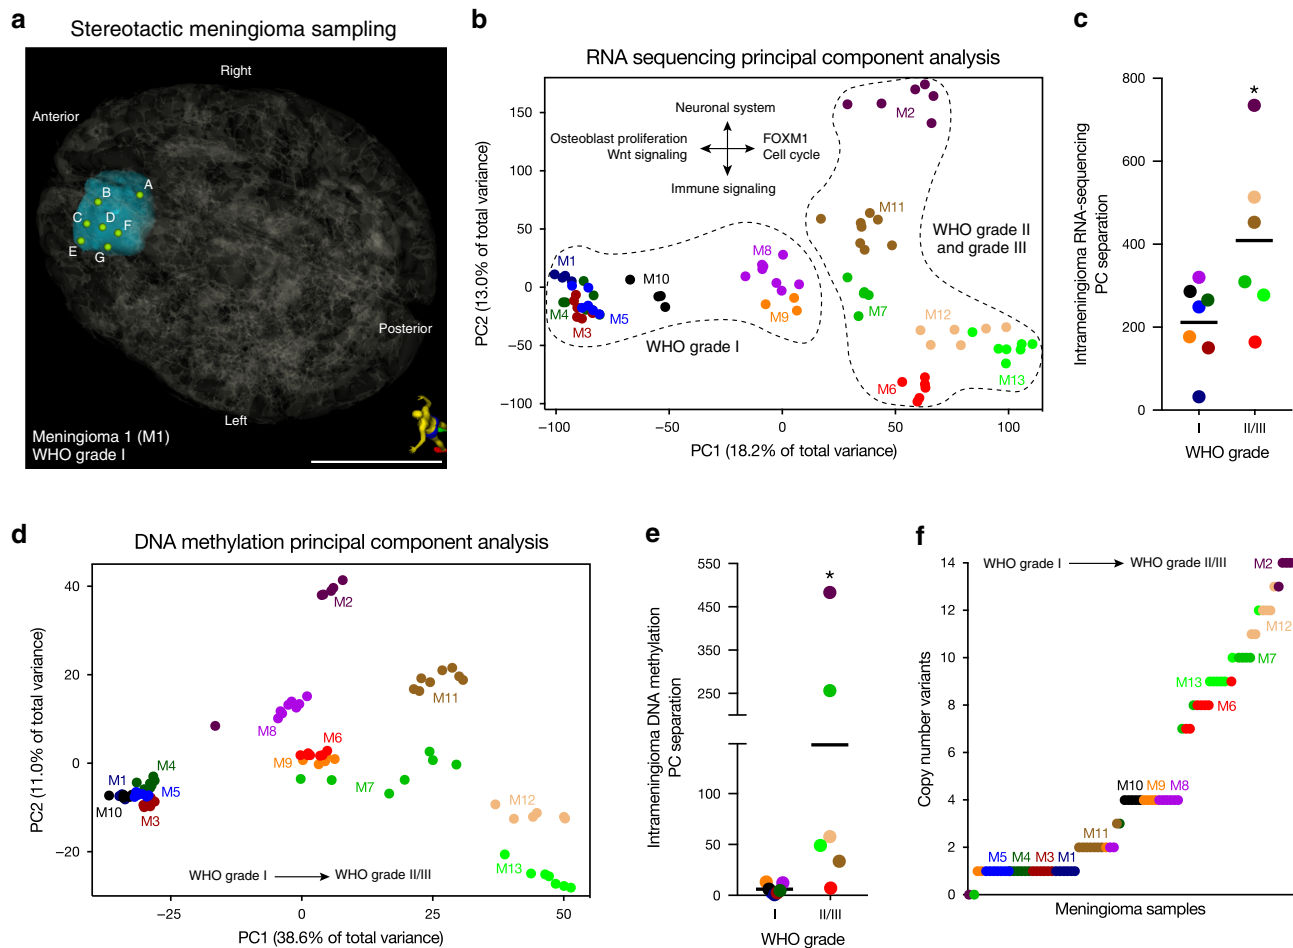 a
Stereotactic meningioma sampling
Right
Anterior
A
B
C
D
F
E
G
Posterior
Left
Meningioma 1 (M1)
WHO grade I
b
RNA sequencing principal component analysis
PC2 (13.0% of total variance)
150
100
50
0
−50
−100
Neuronal system
Osteoblast proliferation
Wnt signaling
FOXM1
Cell cycle
Immune signaling
M2
M11
WHO grade II
and grade III
M8
M1
M10
M4
M5
M3
M9
M7
WHO grade I
M12
M13
M6
−100
−50
0
50
100
PC1 (18.2% of total variance)
c
Intrameningioma RNA-sequencing
PC separation
800
600
400
200
0
*
I
II/III
WHO grade
d
DNA methylation principal component analysis
PC2 (11.0% of total variance)
40
20
0
−20
M2
M11
M8
M6
M9
M7
M4
M1
M5
M10
M3
M12
M13
WHO grade I
WHO grade II/III
−25
0
25
50
PC1 (38.6% of total variance)
e
Intrameningioma DNA methylation
PC separation
550
450
350
250
100
50
0
*
I
II/III
WHO grade
f
Copy number variants
14
12
10
8
6
4
2
0
WHO grade I
WHO grade II/III
M2
M12
M7
M13
M6
M10
M9
M8
M11
M5
M4
M3
M1
Meningioma samples